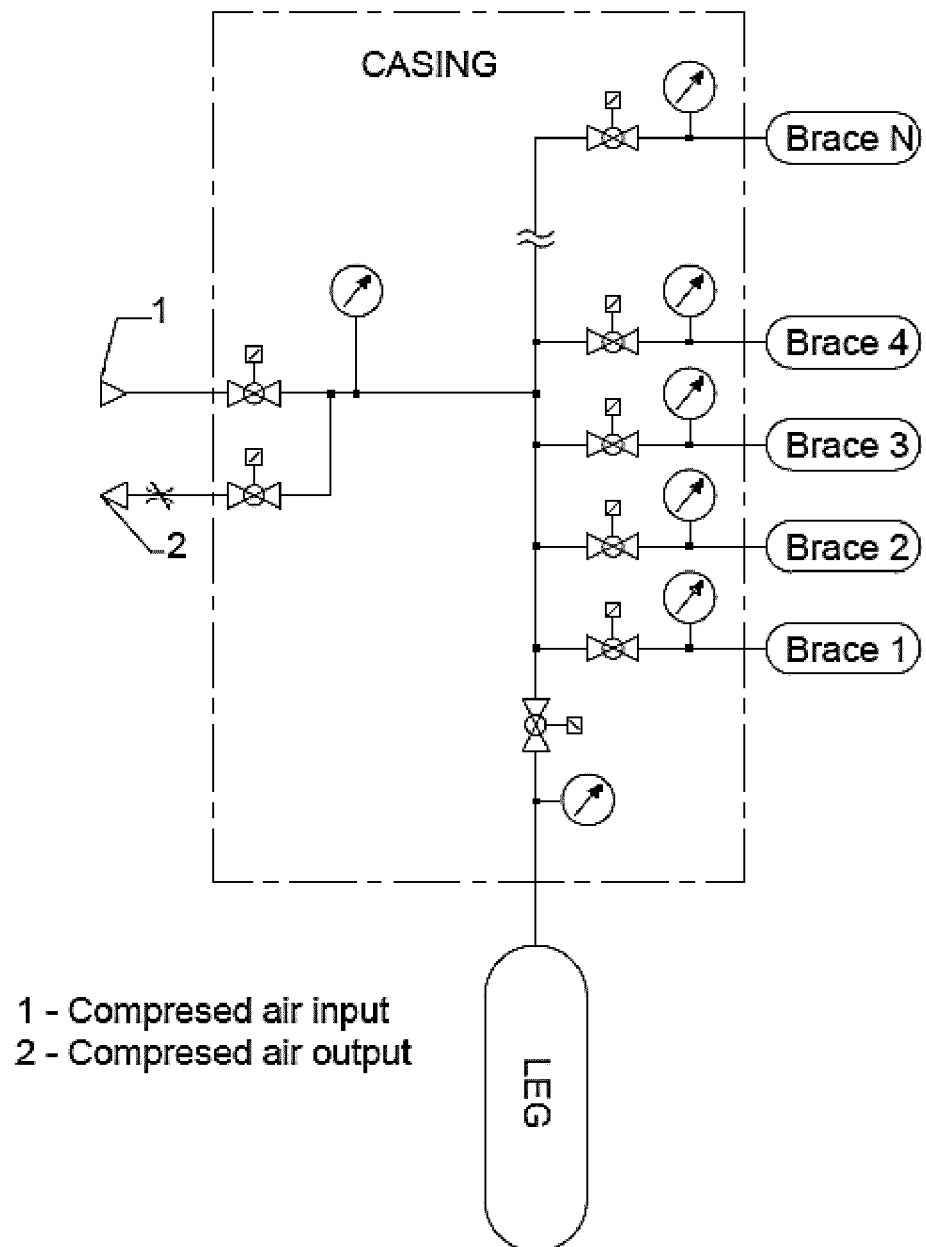 CASING
Brace N
1
Brace 4
Brace 3
2
Brace 2
Brace 1
1 - Compresed air input
2 - Compresed air output
LEG